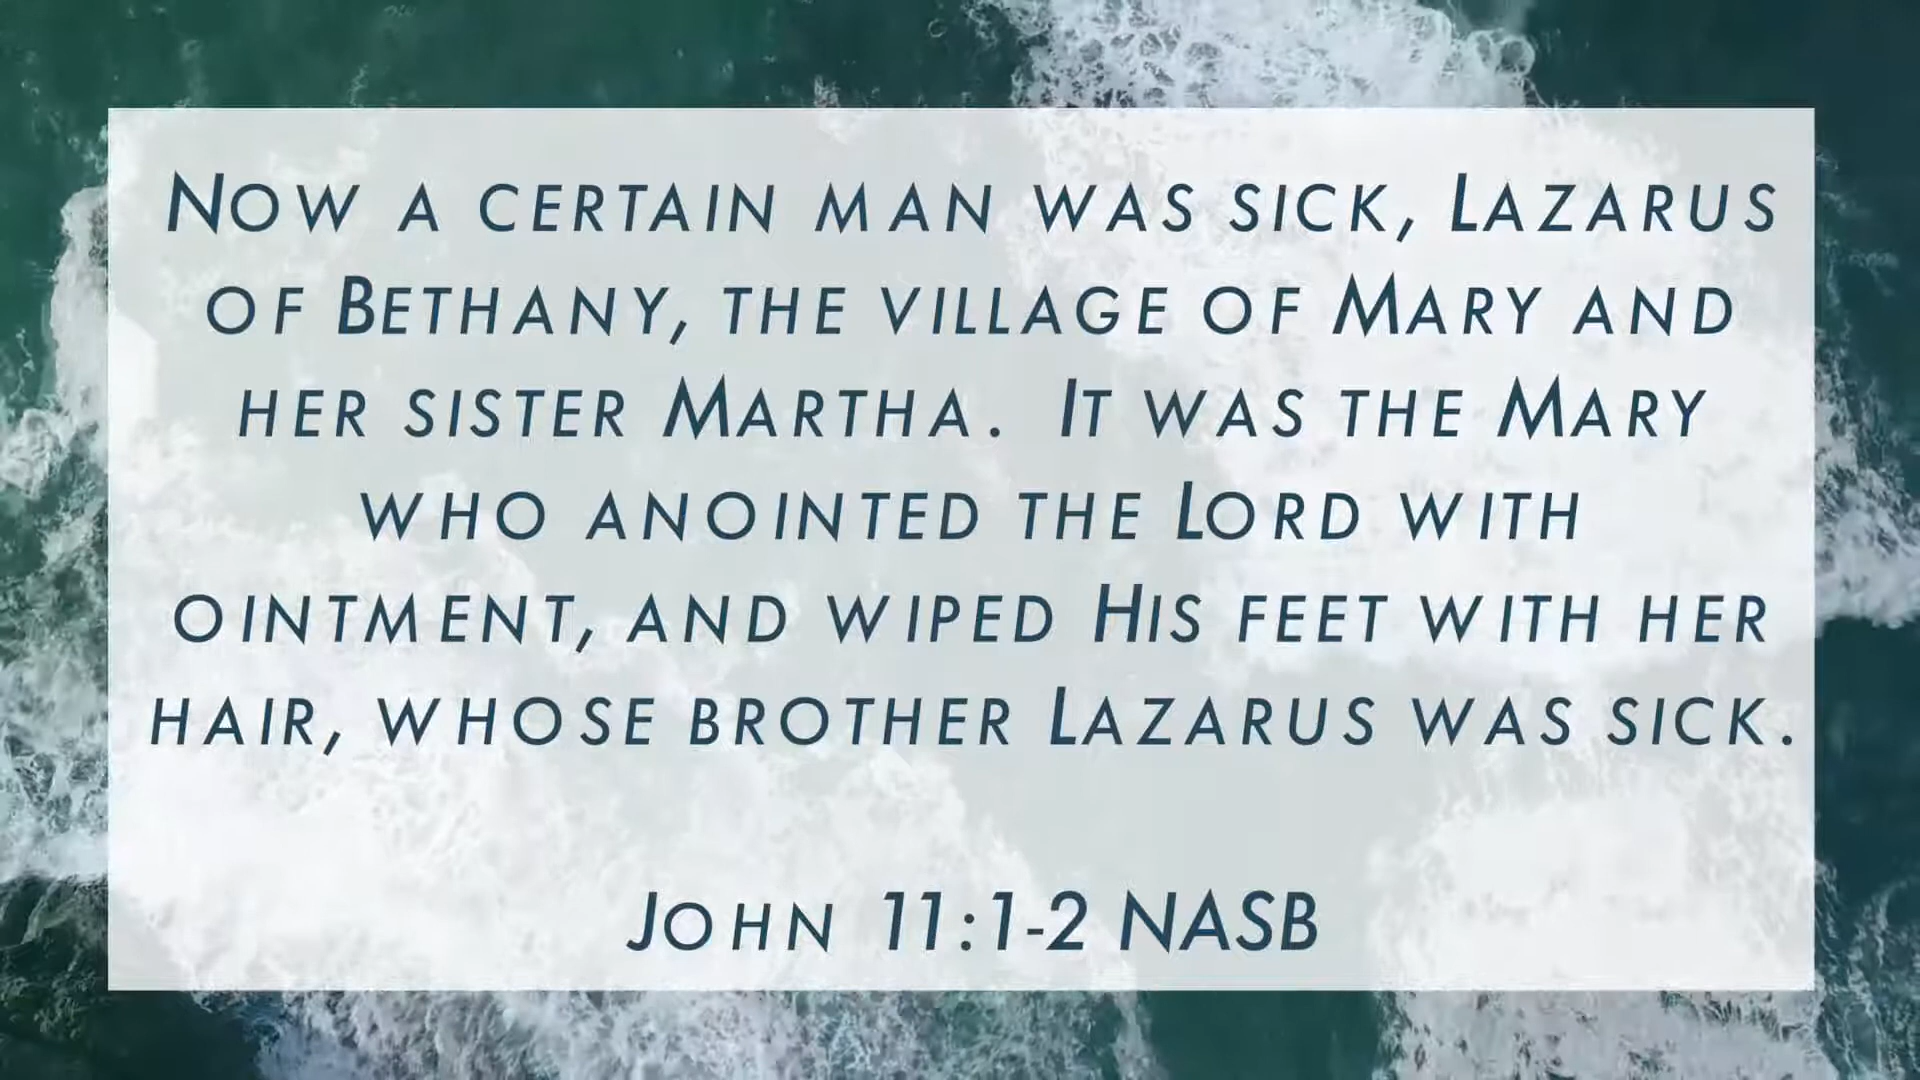 Now a certain man was sick, Lazarus
of Bethany, the village of Mary and
her sister Martha.  It was the Mary
who anointed the Lord with
ointment, and wiped His feet with her
hair, whose brother Lazarus was sick.
John 11:1-2 NASB